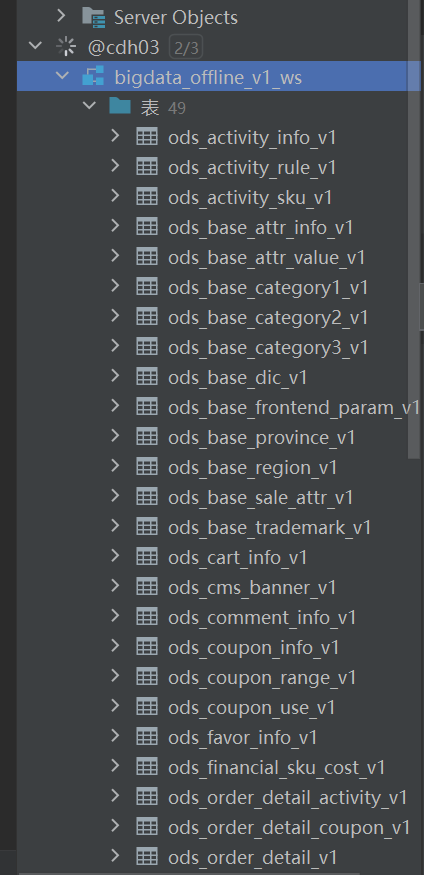 Server Objects
@cdh03 2/3
bigdata_offline_v1_ws
表 49
ods_activity_info_v1
ods_activity_rule_v1
ods_activity_sku_v1
ods_base_attr_info_v1
ods_base_attr_value_v1
ods_base_category1_v1
ods_base_category2_v1
ods_base_category3_v1
ods_base_dic_v1
ods_base_frontend_param_v1
ods_base_province_v1
ods_base_region_v1
ods_base_sale_attr_v1
ods_base_trademark_v1
ods_cart_info_v1
ods_cms_banner_v1
ods_comment_info_v1
ods_coupon_info_v1
ods_coupon_range_v1
ods_coupon_use_v1
ods_favor_info_v1
ods_financial_sku_cost_v1
ods_order_detail_activity_v1
ods_order_detail_coupon_v1
ods_order_detail_v1